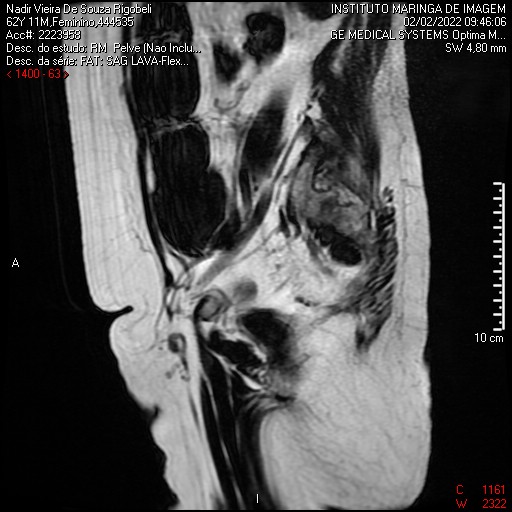 Nadir Vieira De Souza Rigobeli
62Y 11M,Feminino,444535
Acc#: 2223953
Desc. do estudo: RM  Pelve (Nao Inclu...
Desc. da série: FAT: SAG LAVA-Flex...
< 1400 - 63 >
INSTITUTO MARINGA DE IMAGEM
02/02/2022 09:46:06
GE MEDICAL SYSTEMS Optima M...
SW 4,80 mm
A
10 cm
I
C 1161
W 2322